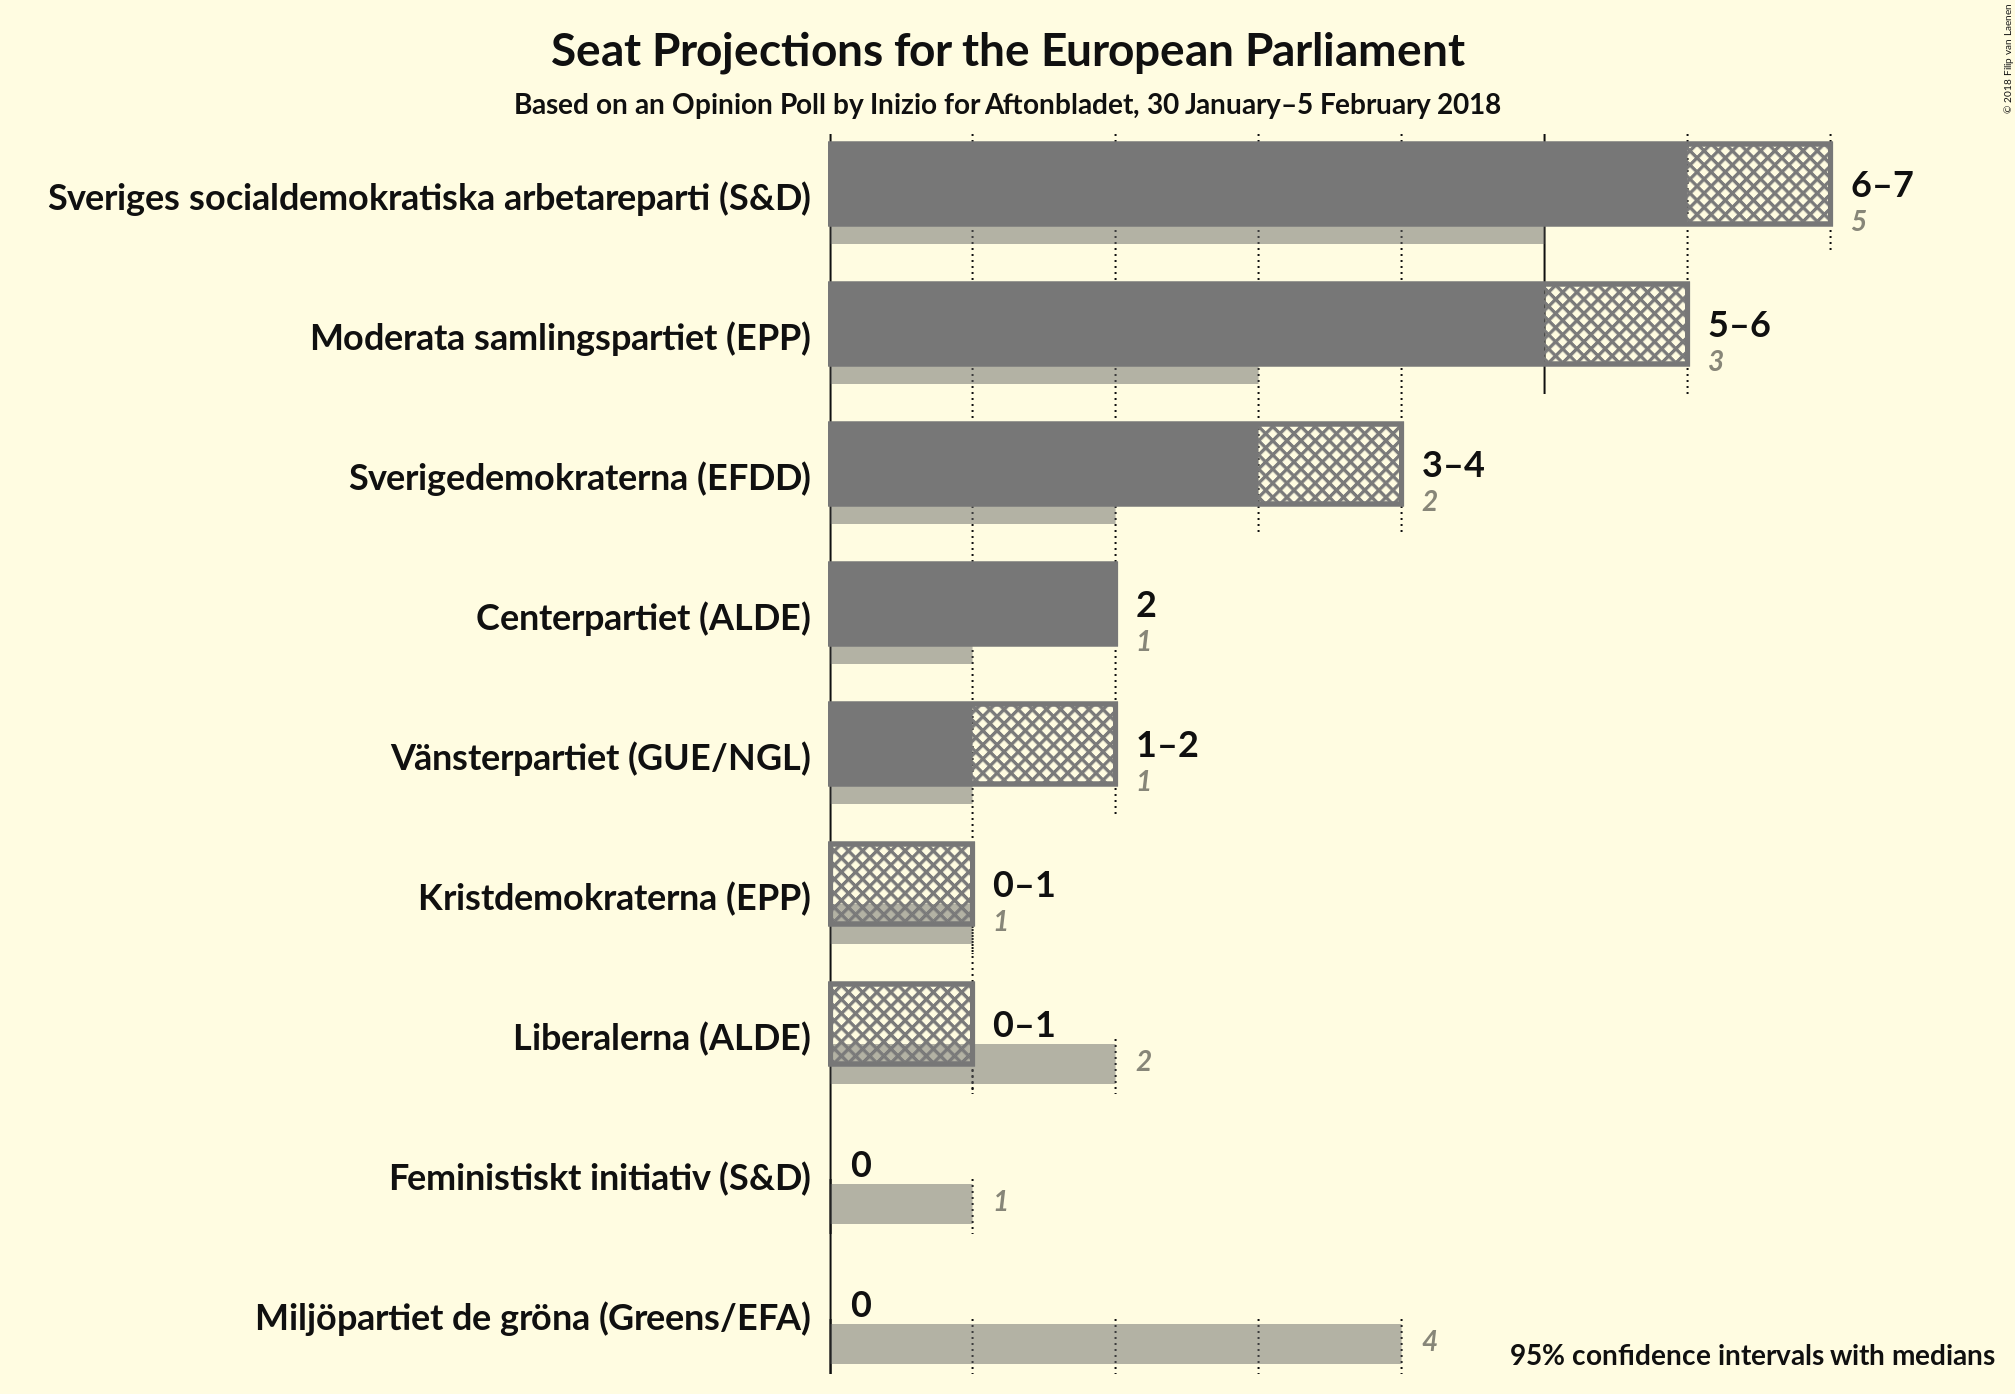 Seat Projections for the European Parliament
Based on an Opinion Poll by Inizio for Aftonbladet, 30 January–5 February 2018
© 2018 Filip van Laenen
Sveriges socialdemokratiska arbetareparti (S&D)
6–7
5
Moderata samlingspartiet (EPP)
5–6
3
Sverigedemokraterna (EFDD)
3–4
2
Centerpartiet (ALDE)
2
1
Vänsterpartiet (GUE/NGL)
1–2
1
Kristdemokraterna (EPP)
0–1
1
Liberalerna (ALDE)
0–1
2
Feministiskt initiativ (S&D)
0
1
Miljöpartiet de gröna (Greens/EFA)
0
4
95% confidence intervals with medians